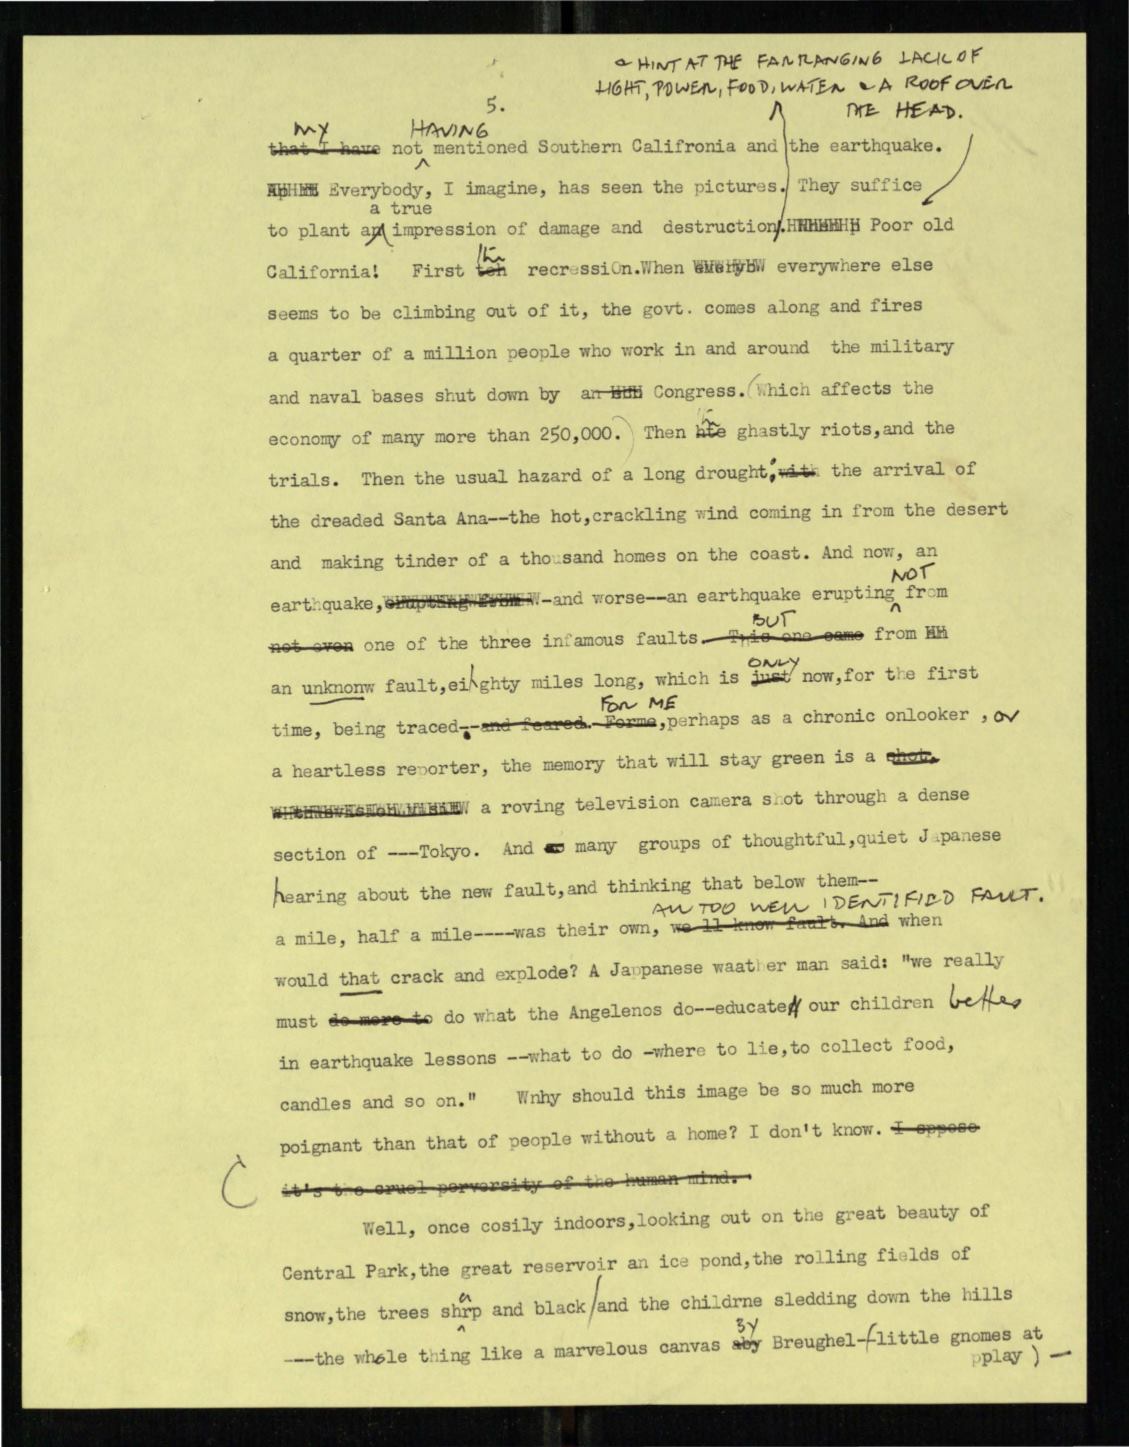 & HINT AT THE FARRANGING LACK OF
LIGHT, POWER, FOOD, WATER & A ROOF OVER
THE HEAD.
5.
my HAVING
that I have not mentioned Southern Califronia and the earthquake.
Everybody, I imagine, has seen the pictures. They suffice
a true
to plant an impression of damage and destruction. Poor old
the
California! First teh recressiOn.When everywhere else
seems to be climbing out of it, the govt. comes along and fires
a quarter of a million people who work in and around the military
and naval bases shut down by an Congress. (Which affects the
economy of many more than 250,000.) Then hte ghastly riots,and the
trials. Then the usual hazard of a long drought; with the arrival of
the dreaded Santa Ana--the hot,crackling wind coming in from the desert
and making tinder of a thousand homes on the coast. And now, an
NOT
earthquake, -and worse---an earthquake erupting from
BUT
not even one of the three infamous faults. This one came from
ONLY
an unknonw fault,eighty miles long, which is just now,for the first
FOR ME
time, being traced--and feared. Forme,perhaps as a chronic onlooker , or
a heartless reporter, the memory that will stay green is a shot.
a roving television camera shot through a dense
section of ---Tokyo. And so many groups of thoughtful,quiet Japanese
hearing about the new fault,and thinking that below them--
ALL TOO WELL IDENTIFIED FAULT.
a mile, half a mile----was their own, we ll know fault. And when
would that crack and explode? A Jappanese waather man said: "we really
must do more to do what the Angelenos do--educate our children better
in earthquake lessons --what to do -where to lie,to collect food,
candles and so on." Wnhy should this image be so much more
poignant than that of people without a home? I don't know. I sppose
it's the cruel perversity of the human mind.
Well, once cosily indoors,looking out on the great beauty of
Central Park,the great reservoir an ice pond,the rolling fields of
a
snow,the trees shrp and black/and the childrne sledding down the hills
BY
---the whole thing like a marvelous canvas aby Breughel-(little gnomes at
pplay ) —